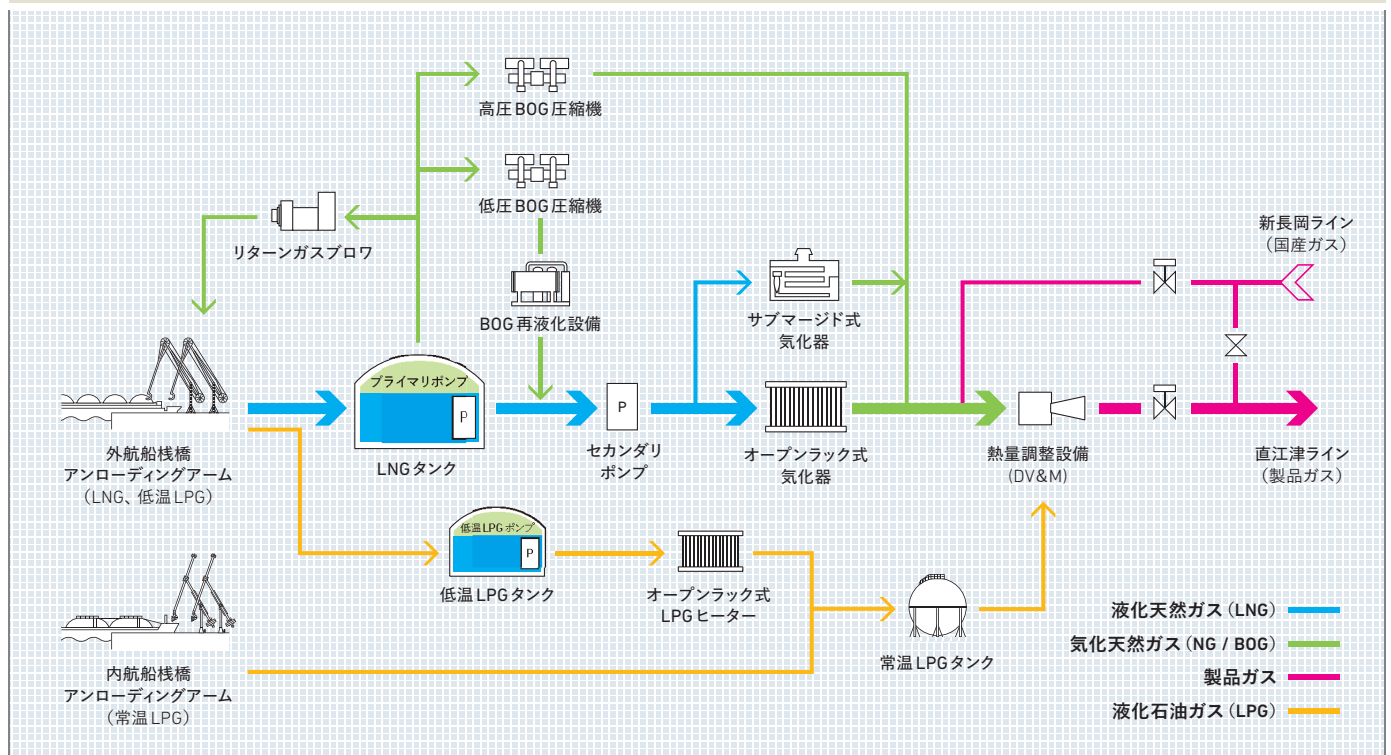 高圧BOG圧縮機
低圧BOG圧縮機
リターンガスブロワ
新長岡ライン
（国産ガス）
BOG再液化設備
サブマージド式
気化器
プライマリポンプ
P
P
LNGタンク
セカンダリ
ポンプ
オープンラック式
気化器
熱量調整設備
(DV&M)
直江津ライン
（製品ガス）
外航船桟橋
アンローディングアーム
（LNG、低温LPG）
低温LPGポンプ
P
低温LPGタンク
オープンラック式
LPGヒーター
常温LPGタンク
内航船桟橋
アンローディングアーム
（常温LPG）
液化天然ガス（LNG）
気化天然ガス（NG / BOG）
製品ガス
液化石油ガス（LPG）